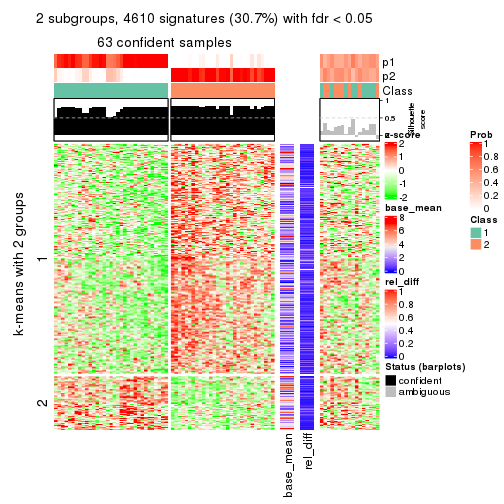 2 subgroups, 4610 signatures (30.7%) with fdr < 0.05
63 confident samples
p1
p2
Class
1
0.5
0
Silhouette
score
k-means with 2 groups
1
2
base_mean
rel_diff
z-score
2
1
0
-1
-2
base_mean
8
6
4
2
0
rel_diff
1
0.8
0.6
0.4
0.2
0
Status (barplots)
confident
ambiguous
Prob
1
0.8
0.6
0.4
0.2
0
Class
1
2